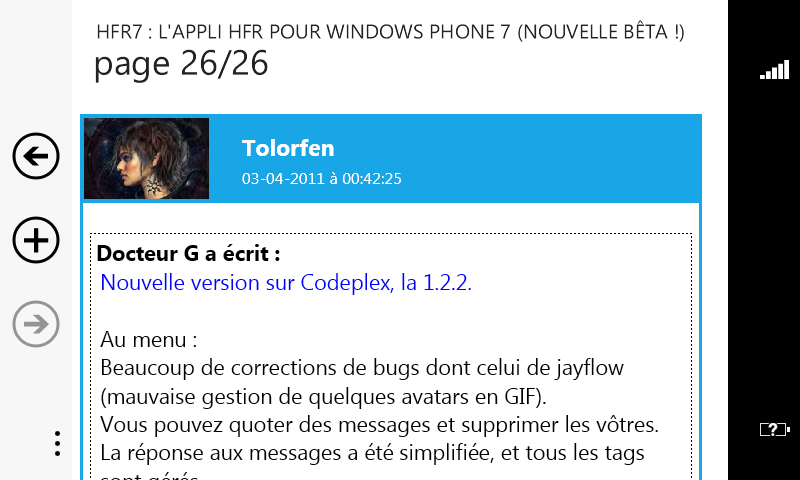 HFR7 : L'APPLI HFR POUR WINDOWS PHONE 7 (NOUVELLE BÊTA !)
page 26/26
Tolorfen
03-04-2011 à 00:42:25
Docteur G a écrit :
Nouvelle version sur Codeplex, la 1.2.2.
Au menu :
Beaucoup de corrections de bugs dont celui de jayflow
(mauvaise gestion de quelques avatars en GIF).
Vous pouvez quoter des messages et supprimer les vôtres.
La réponse aux messages a été simplifiée, et tous les tags
sont gérés